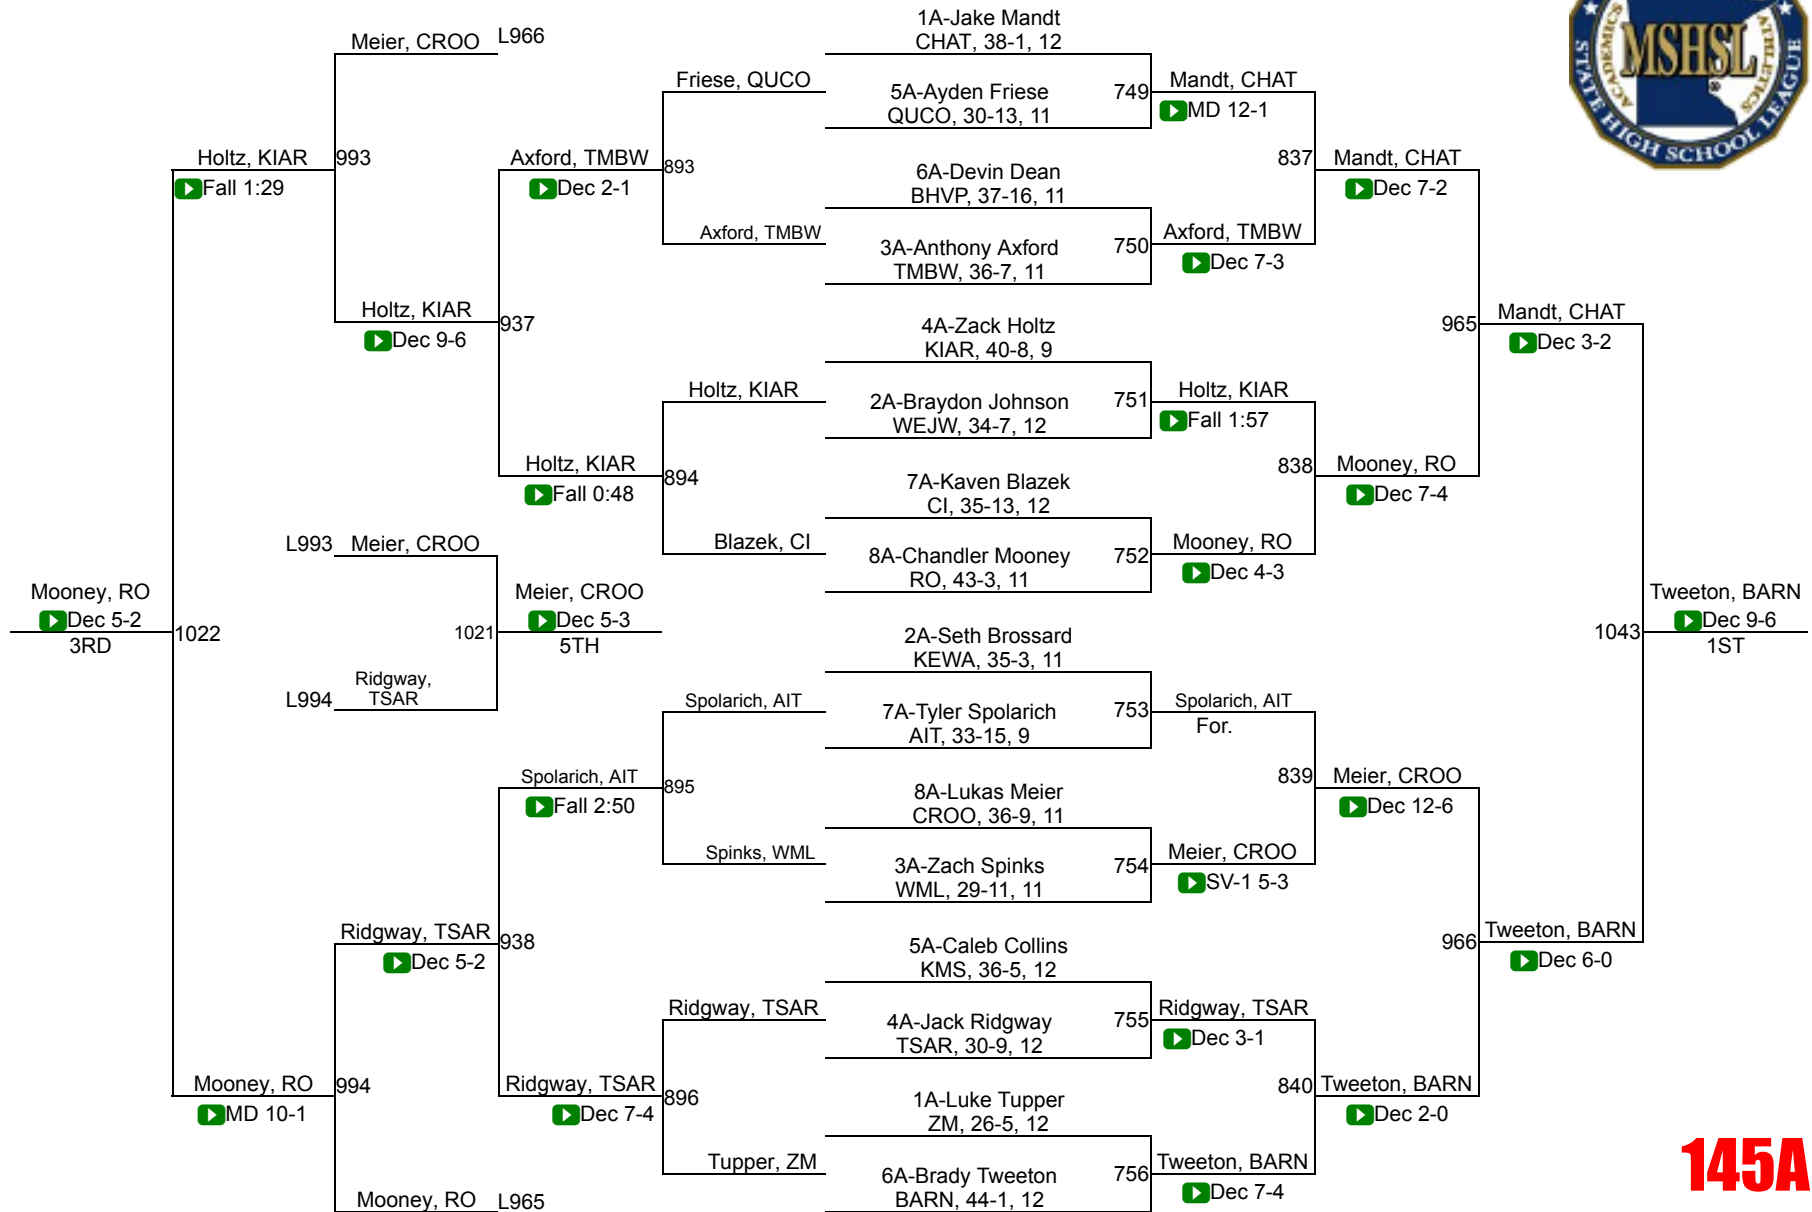 Meier, CROO
L966
Holtz, KIAR
Fall 1:29
993
Holtz, KIAR
Dec 9-6
Axford, TMBW
Dec 2-1
937
Holtz, KIAR
Fall 0:48
Friese, QUCO
893
Axford, TMBW
Holtz, KIAR
894
Blazek, CI
L993
Meier, CROO
1021
L994
Ridgway,
TSAR
Meier, CROO
Dec 5-3
5TH
Mooney, RO
Dec 5-2
3RD
1022
Spolarich, AIT
895
Spinks, WML
Spolarich, AIT
Fall 2:50
938
Ridgway, TSAR
Dec 5-2
Ridgway, TSAR
Dec 7-4
Ridgway, TSAR
896
Tupper, ZM
Mooney, RO
MD 10-1
994
Mooney, RO
L965
1A-Jake Mandt
CHAT, 38-1, 12
5A-Ayden Friese
QUCO, 30-13, 11
749
6A-Devin Dean
BHVP, 37-16, 11
3A-Anthony Axford
TMBW, 36-7, 11
750
4A-Zack Holtz
KIAR, 40-8, 9
2A-Braydon Johnson
WEJW, 34-7, 12
751
7A-Kaven Blazek
CI, 35-13, 12
8A-Chandler Mooney
RO, 43-3, 11
752
2A-Seth Brossard
KEWA, 35-3, 11
7A-Tyler Spolarich
AIT, 33-15, 9
753
8A-Lukas Meier
CROO, 36-9, 11
3A-Zach Spinks
WML, 29-11, 11
754
5A-Caleb Collins
KMS, 36-5, 12
4A-Jack Ridgway
TSAR, 30-9, 12
755
1A-Luke Tupper
ZM, 26-5, 12
6A-Brady Tweeton
BARN, 44-1, 12
756
Mandt, CHAT
MD 12-1
837
Axford, TMBW
Dec 7-3
Holtz, KIAR
Fall 1:57
838
Mooney, RO
Dec 4-3
Spolarich, AIT
For.
839
Meier, CROO
SV-1 5-3
Ridgway, TSAR
Dec 3-1
840
Tweeton, BARN
Dec 7-4
Mandt, CHAT
Dec 7-2
965
Mooney, RO
Dec 7-4
Meier, CROO
Dec 12-6
966
Tweeton, BARN
Dec 2-0
Mandt, CHAT
Dec 3-2
1043
Tweeton, BARN
Dec 6-0
Tweeton, BARN
Dec 9-6
1ST
ACADEMICS
MSHSL
ATHLETICS
STATE HIGH SCHOOL LEAGUE
145A